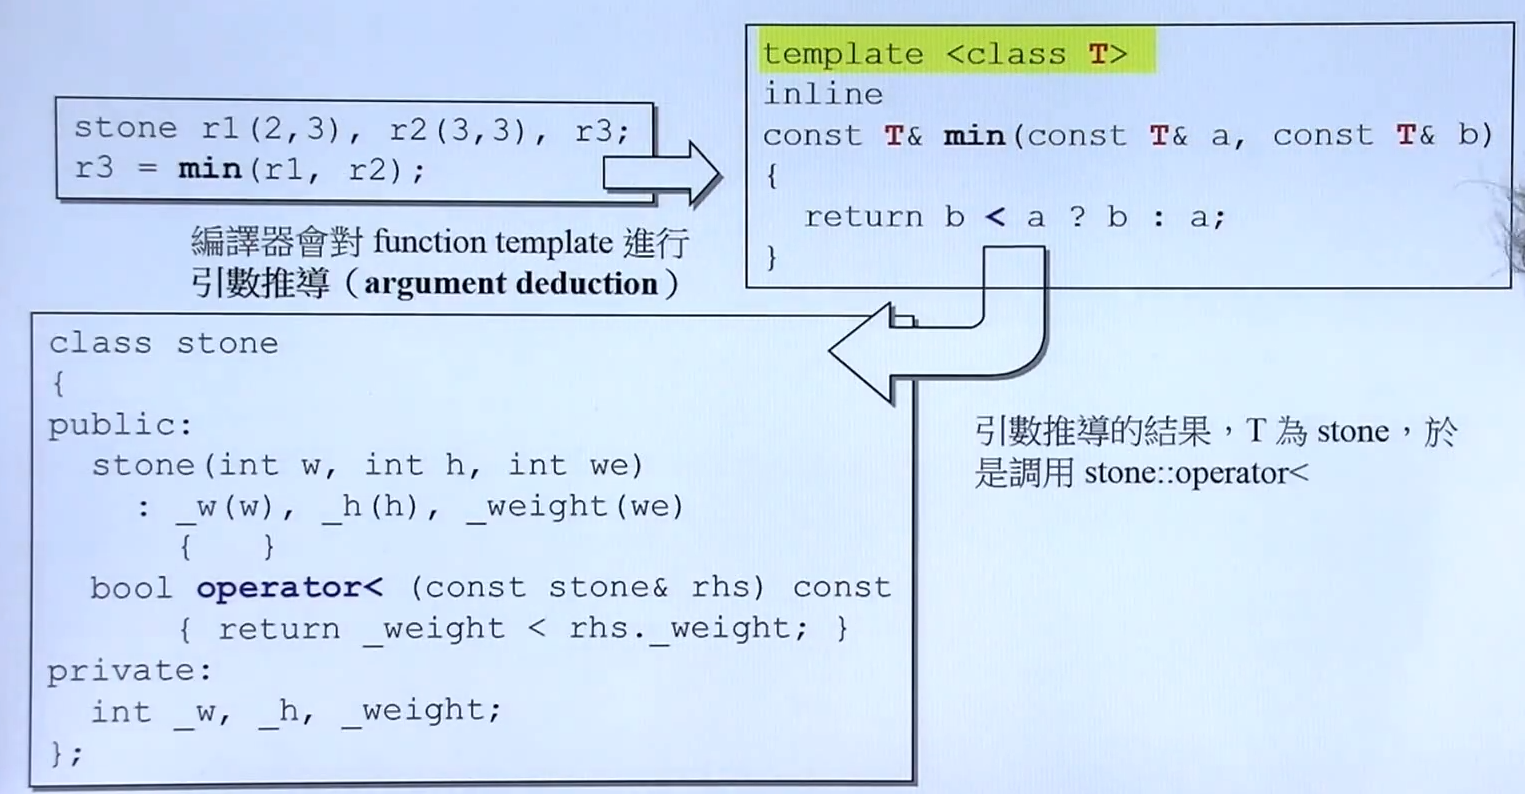 stone r1(2,3), r2(3,3), r3;
r3 = min(r1, r2);
編譯器會對 function template 進行
引數推導（argument deduction）
template <class T>
inline
const T& min(const T& a, const T& b)
{
  return b < a ? b : a;
}
class stone
{
public:
  stone(int w, int h, int we)
    : _w(w), _h(h), _weight(we)
      {   }
  bool operator< (const stone& rhs) const
      { return _weight < rhs._weight; }
private:
  int _w, _h, _weight;
};
引數推導的結果，T 為 stone，於
是調用 stone::operator<